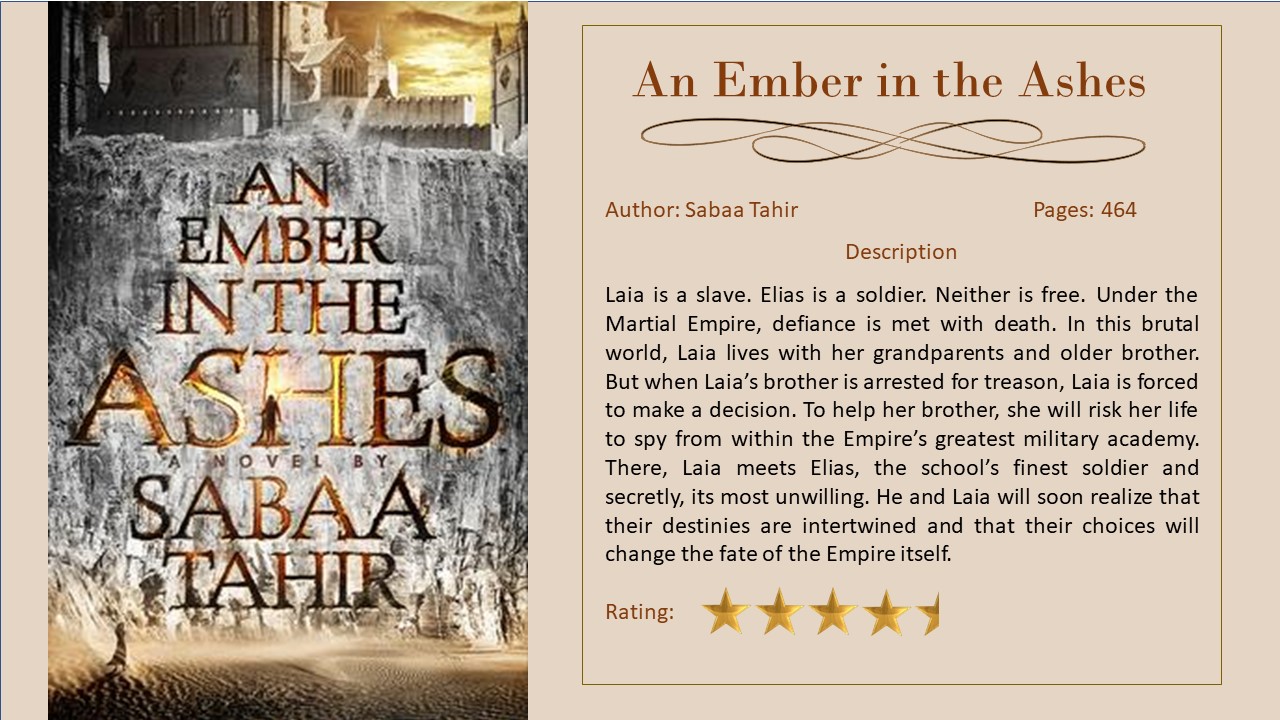 AN
EMBER
IN THE
ASHES
A NOVEL BY
SABAA
TAHIR
An Ember in the Ashes
Author: Sabaa Tahir Pages: 464
Description
Laia is a slave. Elias is a soldier. Neither is free. Under the
Martial Empire, defiance is met with death. In this brutal
world, Laia lives with her grandparents and older brother.
But when Laia’s brother is arrested for treason, Laia is forced
to make a decision. To help her brother, she will risk her life
to spy from within the Empire’s greatest military academy.
There, Laia meets Elias, the school’s finest soldier and
secretly, its most unwilling. He and Laia will soon realize that
their destinies are intertwined and that their choices will
change the fate of the Empire itself.
Rating: